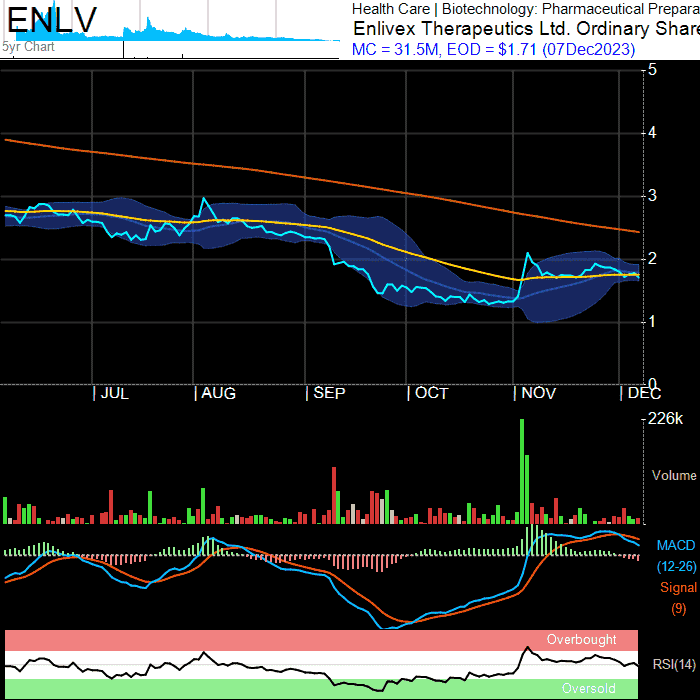 ENLV
5yr Chart
Health Care | Biotechnology: Pharmaceutical Prepara
Enlivex Therapeutics Ltd. Ordinary Share
MC = 31.5M, EOD = $1.71 (07Dec2023)
5
4
3
2
1
0
JUL
AUG
SEP
OCT
NOV
DEC
226k
Volume
MACD
(12-26)
Signal
(9)
Overbought
RSI(14)
Oversold